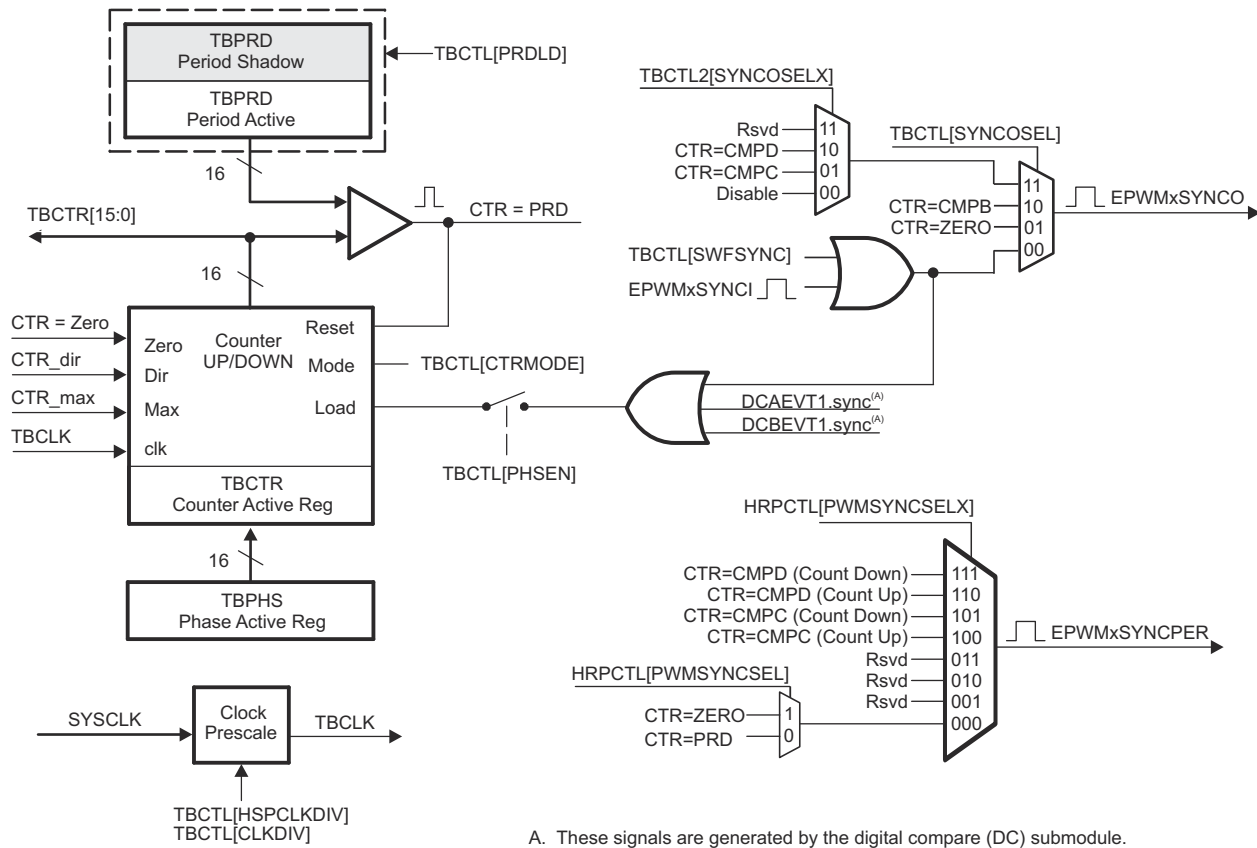 TBPRD
Period Shadow
TBCTL[PRDLD]
TBPRD
Period Active
16
TBCTR[15:0]
CTR = PRD
16
CTR = Zero
CTR_dir
CTR_max
TBCLK
Zero
Dir
Max
clk
Counter
UP/DOWN
Reset
Mode
Load
TBCTL[CTRMODE]
TBCTL[PHSEN]
TBCTR
Counter Active Reg
16
TBPHS
Phase Active Reg
SYSCLK
Clock
Prescale
TBCLK
TBCTL[HSPCLKDIV]
TBCTL[CLKDIV]
TBCTL2[SYNCOSELX]
Rsvd 11
CTR=CMPD 10
CTR=CMPC 01
Disable 00
TBCTL[SYNCOSEL]
11
CTR=CMPB 10
CTR=ZERO 01
00
EPWMxSYNCO
TBCTL[SWFSYNC]
EPWMxSYNCI
DCAEVT1.sync(A)
DCBEVT1.sync(A)
HRPCTL[PWMSYNCSELX]
CTR=CMPD (Count Down) 111
CTR=CMPD (Count Up) 110
CTR=CMPC (Count Down) 101
CTR=CMPC (Count Up) 100
Rsvd 011
Rsvd 010
Rsvd 001
000
EPWMxSYNCPER
HRPCTL[PWMSYNCSEL]
CTR=ZERO 1
CTR=PRD 0
A. These signals are generated by the digital compare (DC) submodule.